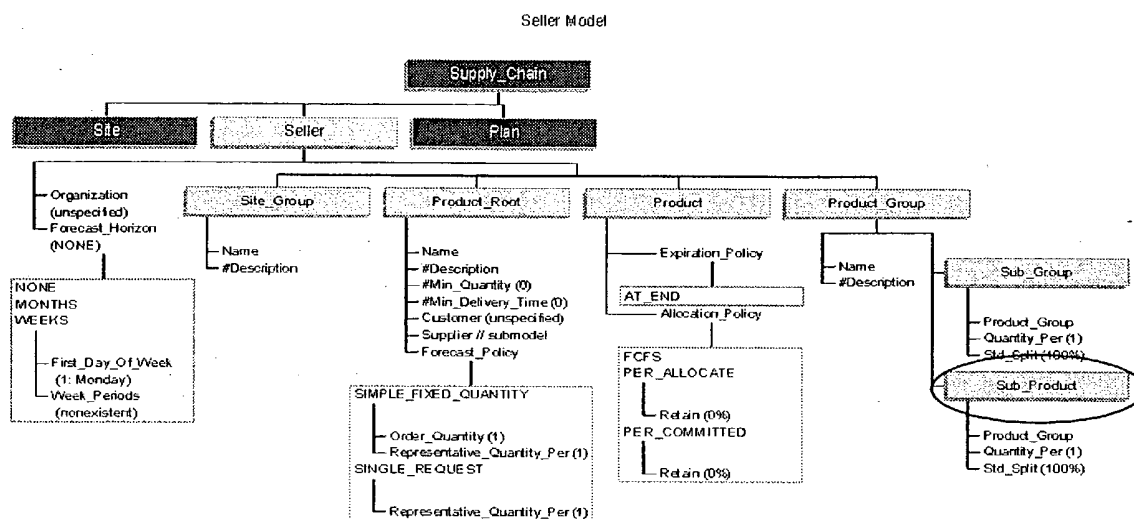 Seller Model
Supply_Chain
Site
Seller
Plan
Organization
(unspecified)
Forecast_Horizon
(NONE)
NONE
MONTHS
WEEKS
First_Day_Of_Week
(1: Monday)
Week_Periods
(nonexistent)
Site_Group
Name
#Description
Product_Root
Name
#Description
#Min_Quantity (0)
#Min_Delivery_Time (0)
Customer (unspecified)
Supplier // submodel
Forecast_Policy
SIMPLE_FIXED_QUANTITY
Order_Quantity (1)
Representative_Quantity_Per (1)
SINGLE_REQUEST
Representative_Quantity_Per (1)
Product
Expiration_Policy
AT_END
Allocation_Policy
FCFS
PER_ALLOCATE
Retain (0%)
PER_COMMITTED
Retain (0%)
Product_Group
Name
#Description
Sub_Group
Product_Group
Quantity_Per (1)
Std_Split (100%)
Sub_Product
Product_Group
Quantity_Per (1)
Std_Split (100%)